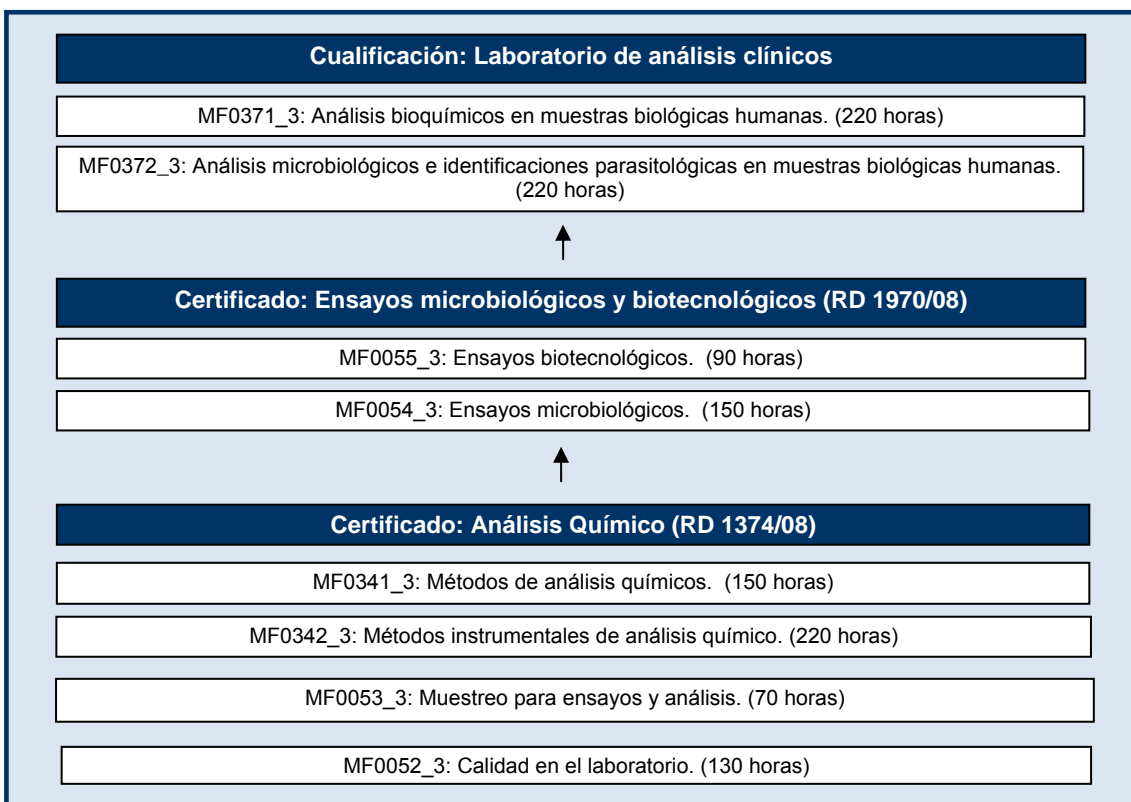 Cualificación: Laboratorio de análisis clínicos
MF0371_3: Análisis bioquímicos en muestras biológicas humanas. (220 horas)
MF0372_3: Análisis microbiológicos e identificaciones parasitológicas en muestras biológicas humanas.
(220 horas)
Certificado: Ensayos microbiológicos y biotecnológicos (RD 1970/08)
MF0055_3: Ensayos biotecnológicos. (90 horas)
MF0054_3: Ensayos microbiológicos. (150 horas)
Certificado: Análisis Químico (RD 1374/08)
MF0341_3: Métodos de análisis químicos. (150 horas)
MF0342_3: Métodos instrumentales de análisis químico. (220 horas)
MF0053_3: Muestreo para ensayos y análisis. (70 horas)
MF0052_3: Calidad en el laboratorio. (130 horas)